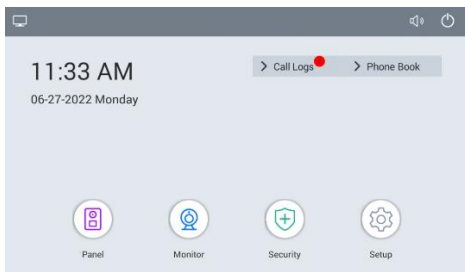 11:33 AM
Call Logs
Phone Book
06-27-2022 Monday
Panel
Monitor
Security
Setup